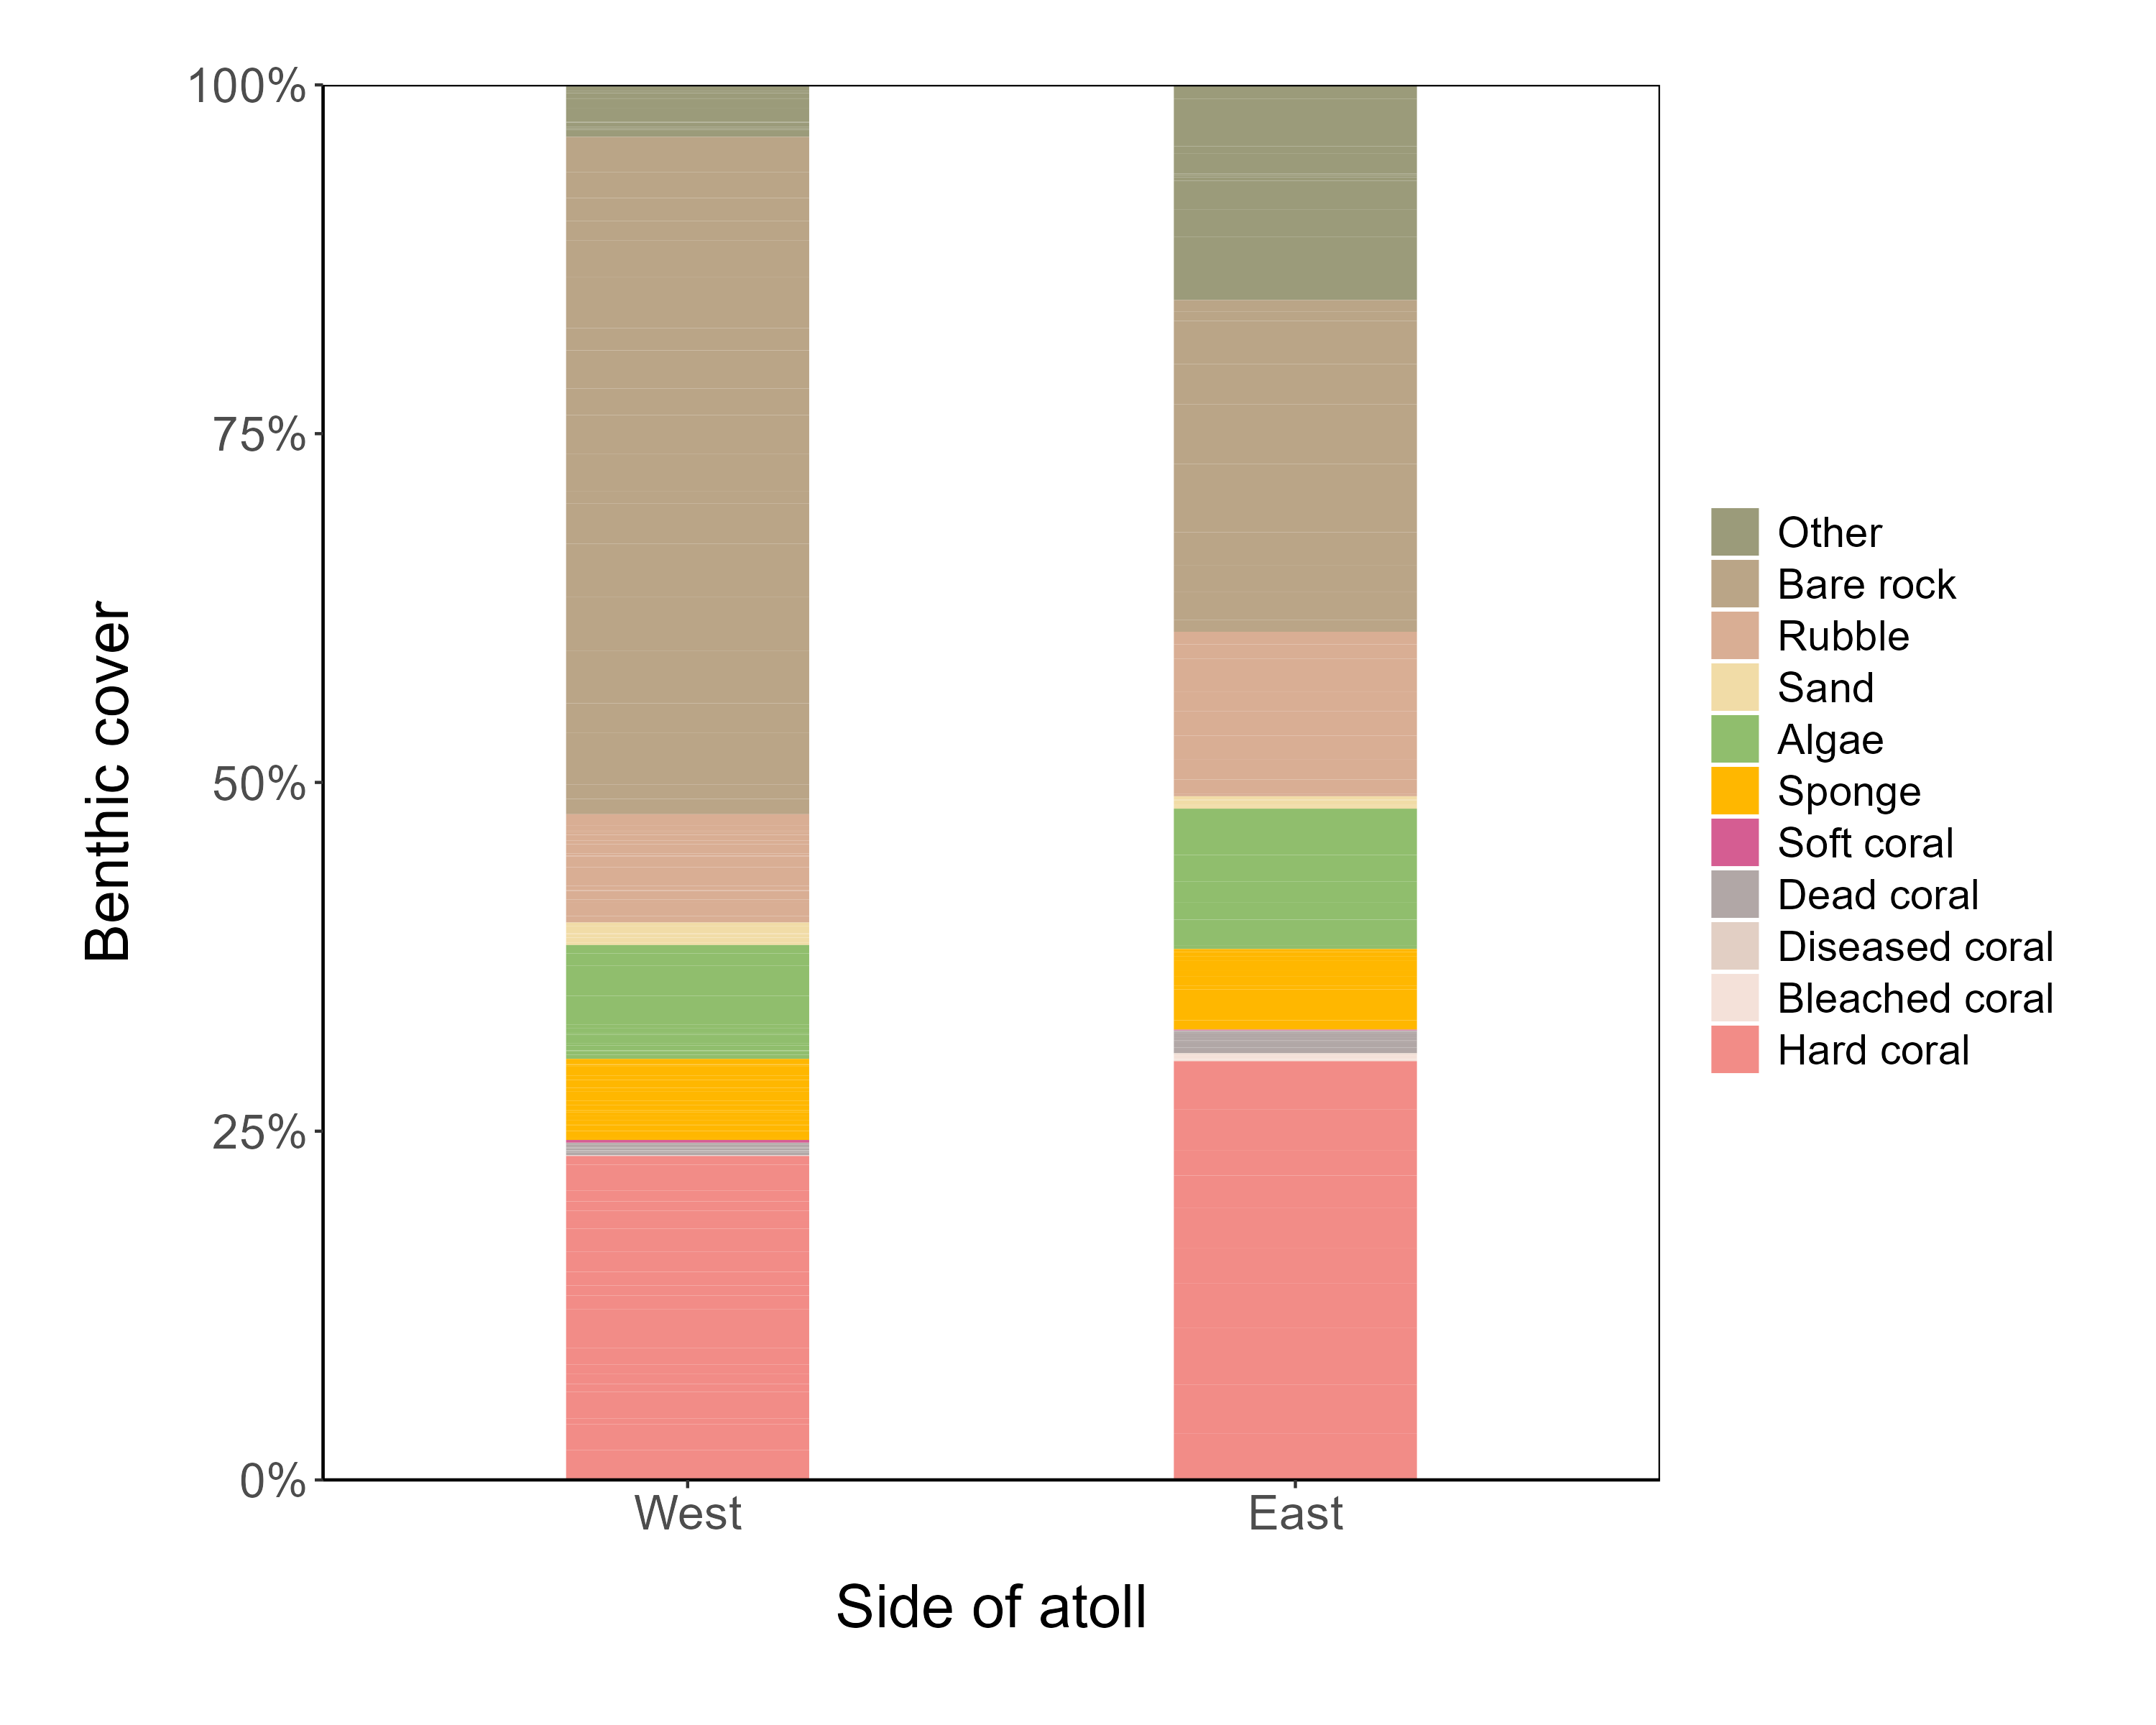 Benthic cover
100%
75%
50%
25%
0%
West
East
Side of atoll
Other
Bare rock
Rubble
Sand
Algae
Sponge
Soft coral
Dead coral
Diseased coral
Bleached coral
Hard coral